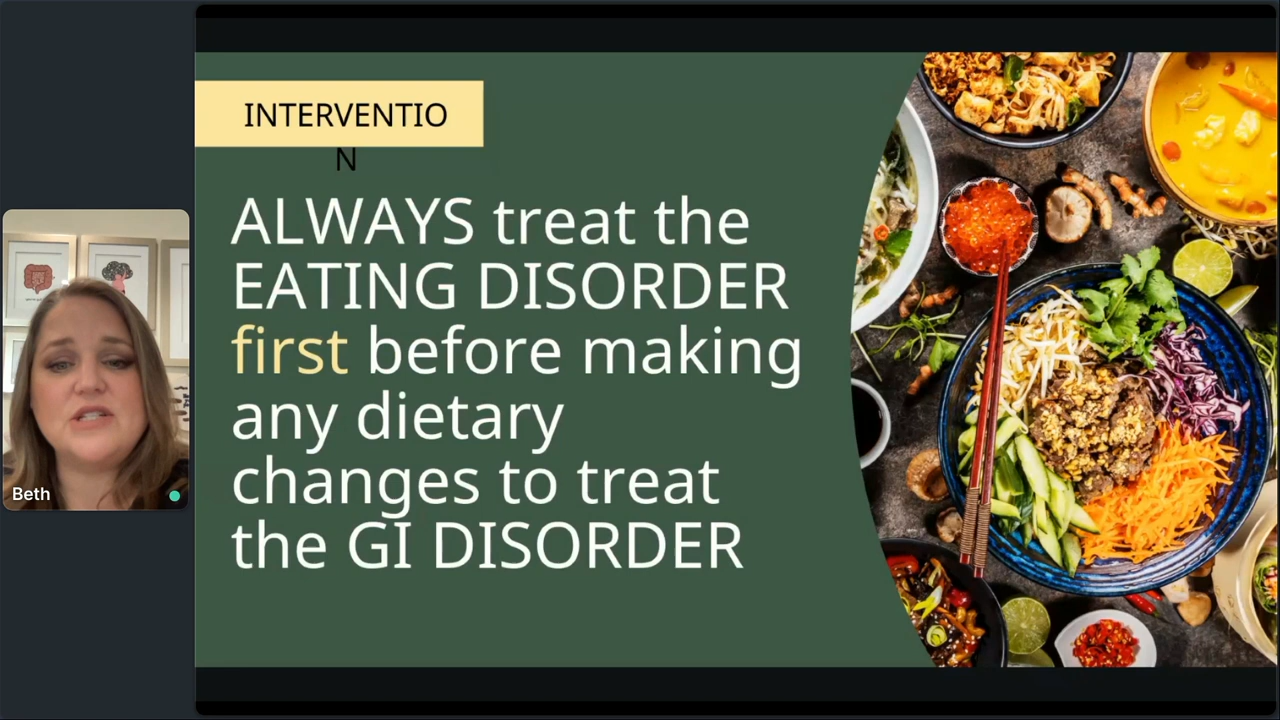 INTERVENTIO
N
ALWAYS treat the
EATING DISORDER
first before making
any dietary
changes to treat
the GI DISORDER
Beth